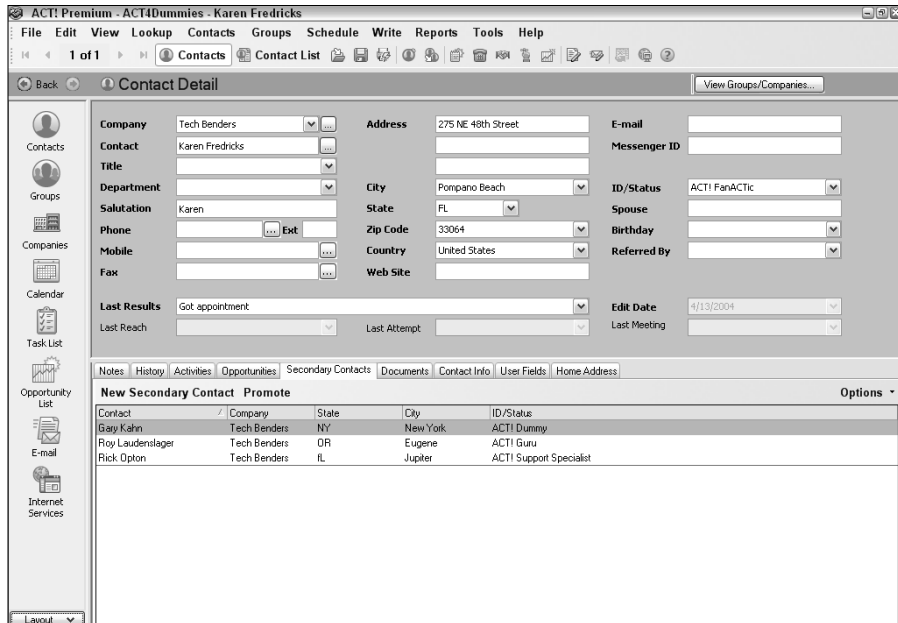 ACT! Premium - ACT4Dummies - Karen Fredricks
File Edit View Lookup Contacts Groups Schedule Write Reports Tools Help
1 of 1 Contacts Contact List
Back Contact Detail View Groups/Companies...
Contacts
Groups
Companies
Calendar
Task List
Opportunity
List
E-mail
Internet
Services
Layout
Company Tech Benders Address 275 NE 48th Street E-mail
Contact Karen Fredricks Messenger ID
Title
Department City Pompano Beach ID/Status ACT! FanACTic
Salutation Karen State FL Spouse
Phone Ext Zip Code 33064 Birthday
Mobile Country United States Referred By
Fax Web Site
Last Results Got appointment Edit Date 4/13/2004
Last Reach Last Attempt Last Meeting
Notes History Activities Opportunities Secondary Contacts Documents Contact Info User Fields Home Address
New Secondary Contact Promote Options
Contact Company State City ID/Status
Gary Kahn Tech Benders NY New York ACT! Dummy
Roy Laudenslager Tech Benders OR Eugene ACT! Guru
Rick Opton Tech Benders fL Jupiter ACT! Support Specialist